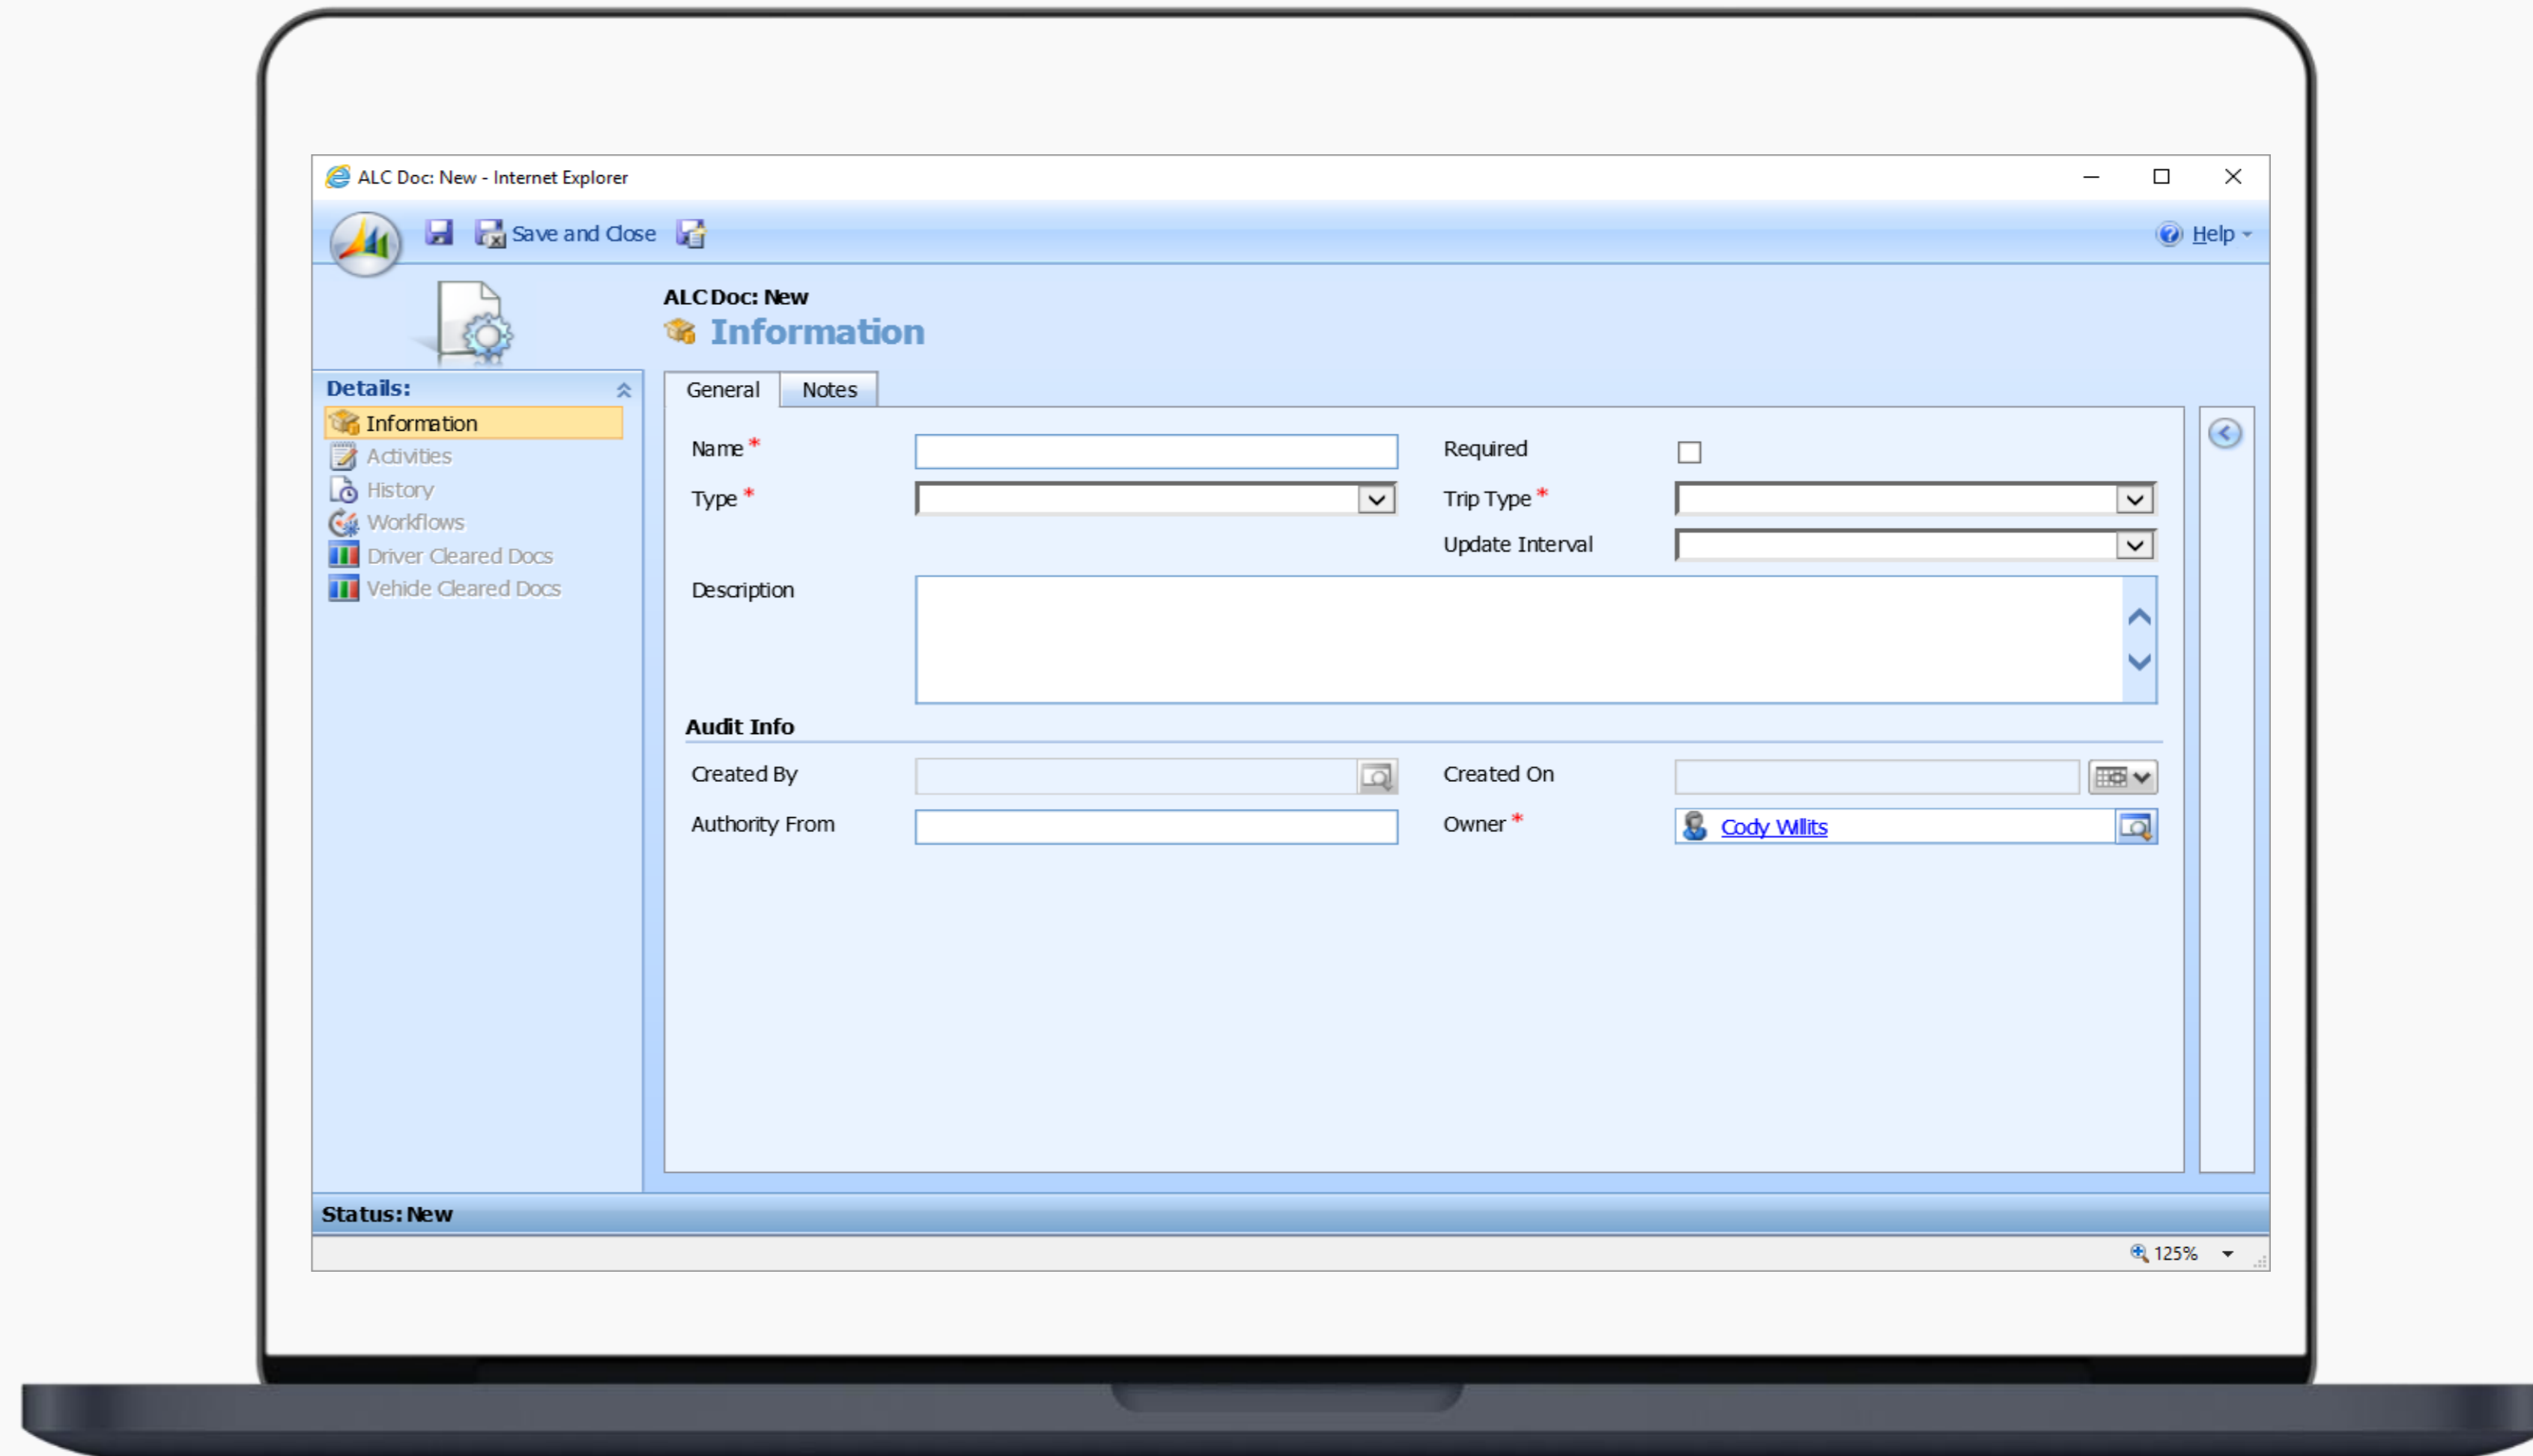 ALC Doc: New - Internet Explorer
Save and Close
Help
ALC Doc: New
Information
Details:
Information
Activities
History
Workflows
Driver Cleared Docs
Vehicle Cleared Docs
General Notes
Name * Required
Type * Trip Type *
Update Interval
Description
Audit Info
Created By Created On
Authority From Owner * Cody Willits
Status: New
125%